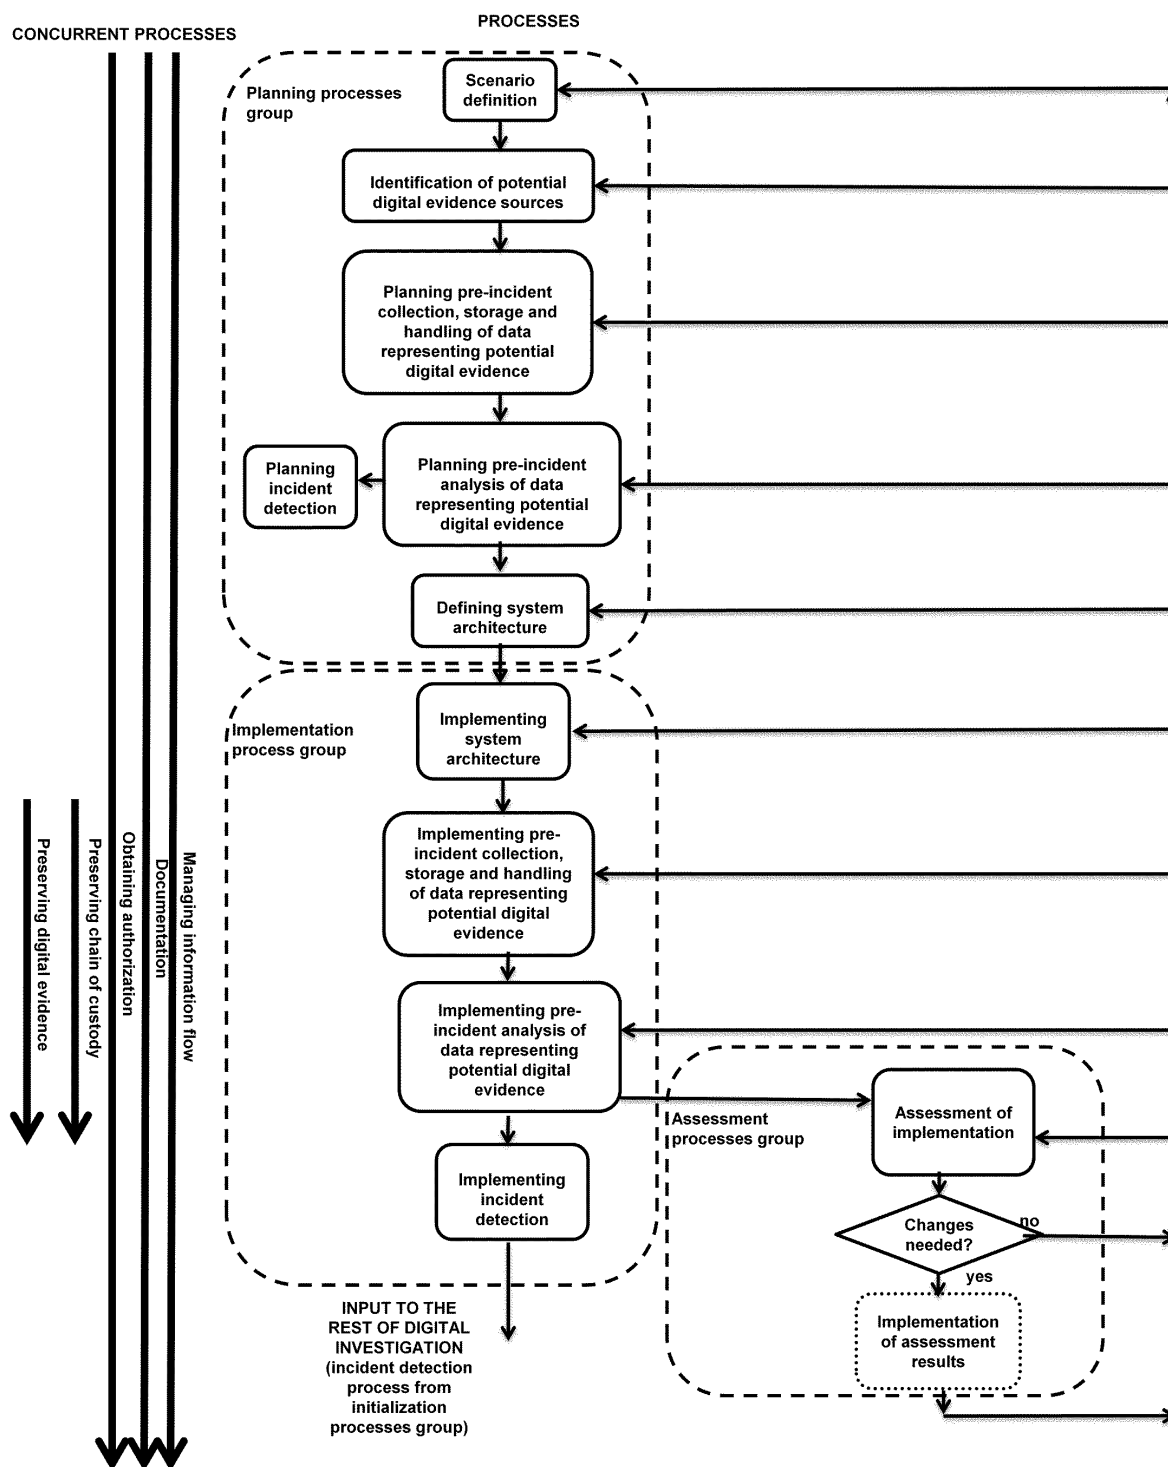 PROCESSES
CONCURRENT PROCESSES
Planning processes
group
Scenario
definition
Identification of potential
digital evidence sources
Planning pre-incident
collection, storage and
handling of data
representing potential
digital evidence
Planning
incident
detection
Planning pre-incident
analysis of data
representing potential
digital evidence
Defining system
architecture
Implementation
process group
Implementing
system
architecture
Implementing pre-
incident collection,
storage and handling
of data representing
potential digital
evidence
Preserving digital evidence
Preserving chain of custody
Obtaining authorization
Documentation
Managing information flow
Implementing pre-
incident analysis of
data representing
potential digital
evidence
Assessment
processes group
Assessment of
implementation
Implementing
incident
detection
Changes
needed?
no
yes
Implementation
of assessment
results
INPUT TO THE
REST OF DIGITAL
INVESTIGATION
(incident detection
process from
initialization
processes group)